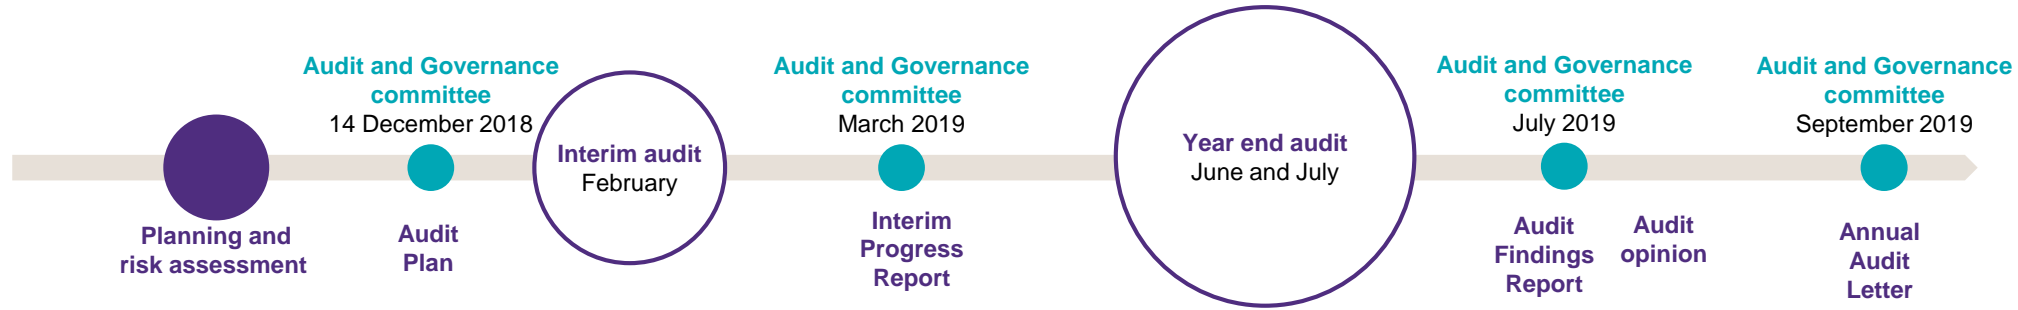 Planning and
risk assessment
Audit and Governance
committee
14 December 2018
Audit
Plan
Interim audit
February
Audit and Governance
committee
March 2019
Interim
Progress
Report
Year end audit
June and July
Audit and Governance
committee
July 2019
Audit
Findings
Report
Audit
opinion
Audit and Governance
committee
September 2019
Annual
Audit
Letter